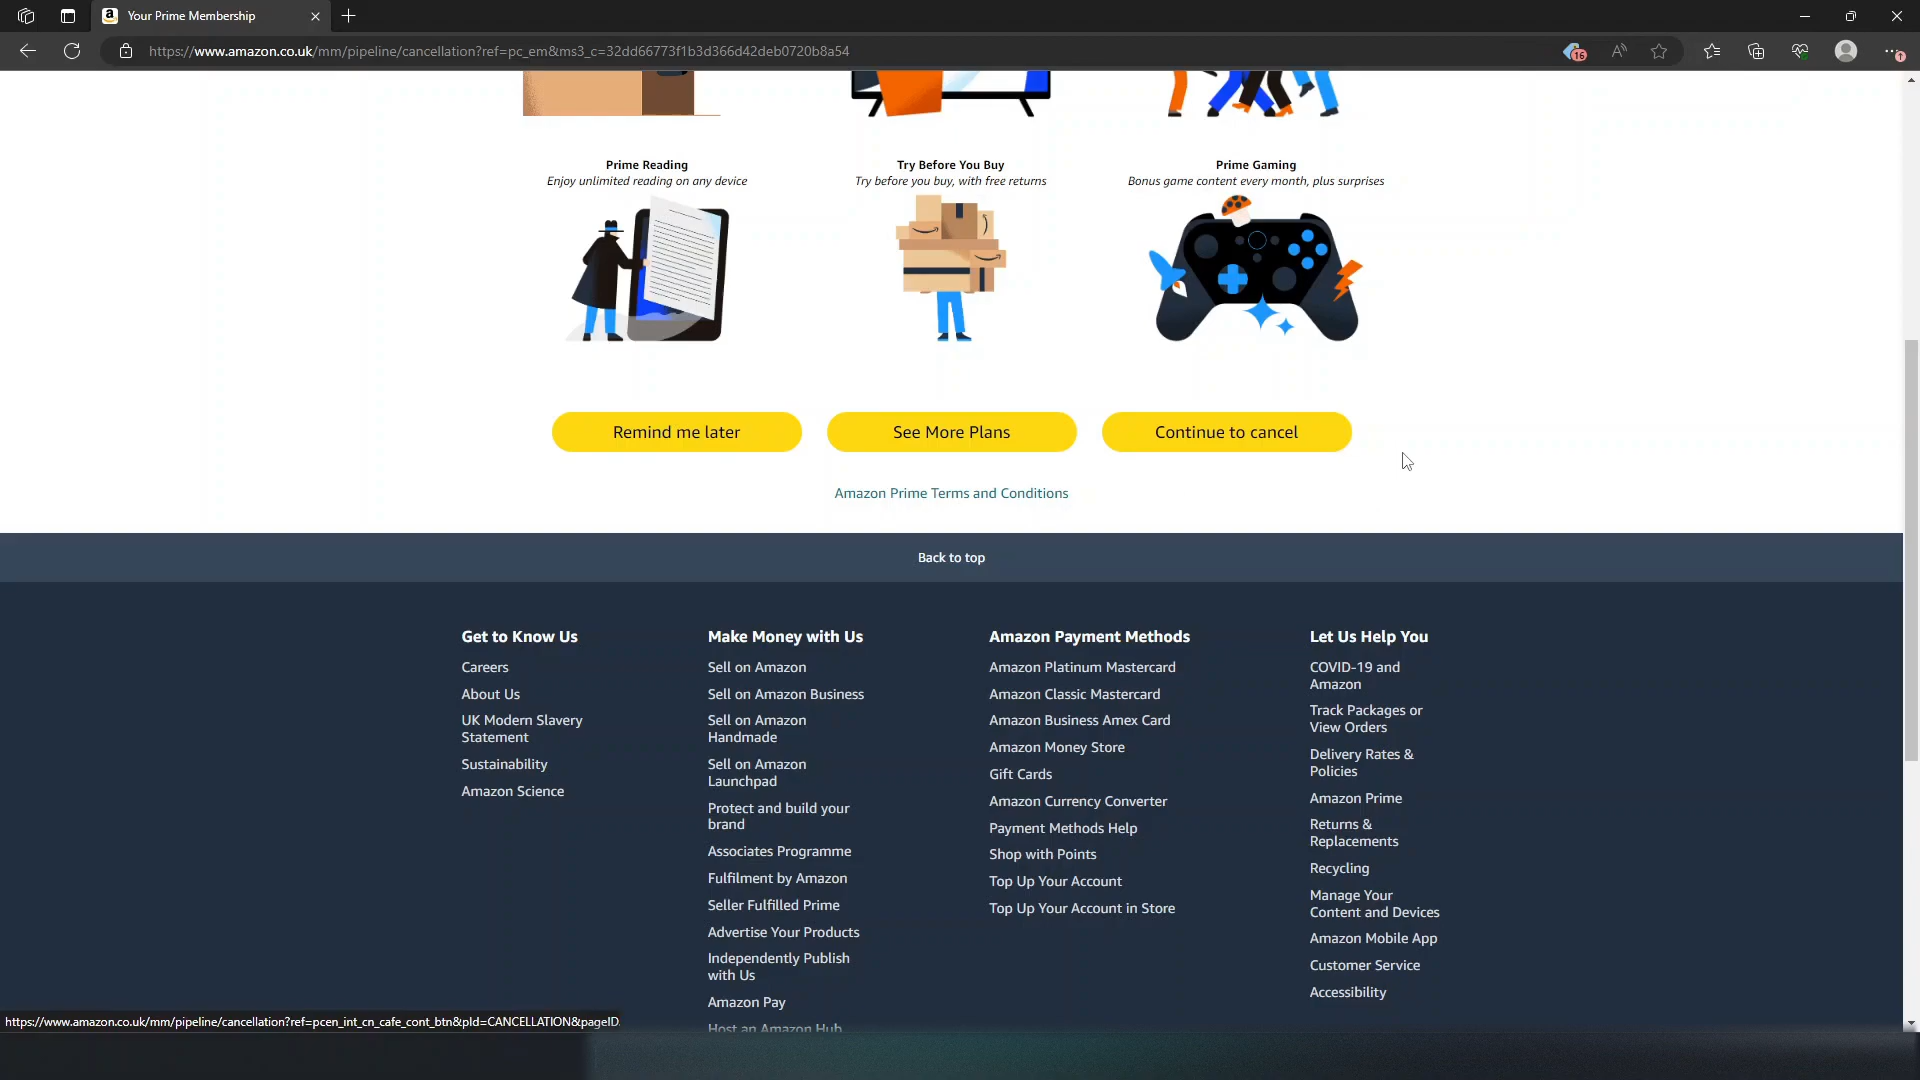 Your Prime Membership
https://www.amazon.co.uk/mm/pipeline/cancellation?ref=pc_em&ms3_c=32dd66773f1b3d366d42deb0720b8a54
16
1
Prime Reading
Enjoy unlimited reading on any device
Try Before You Buy
Try before you buy, with free returns
Prime Gaming
Bonus game content every month, plus surprises
Remind me later
See More Plans
Continue to cancel
Amazon Prime Terms and Conditions
Back to top
Get to Know Us
Careers
About Us
UK Modern Slavery
Statement
Sustainability
Amazon Science
Make Money with Us
Sell on Amazon
Sell on Amazon Business
Sell on Amazon
Handmade
Sell on Amazon
Launchpad
Protect and build your
brand
Associates Programme
Fulfilment by Amazon
Seller Fulfilled Prime
Advertise Your Products
Independently Publish
with Us
Amazon Pay
Host an Amazon Hub
Amazon Payment Methods
Amazon Platinum Mastercard
Amazon Classic Mastercard
Amazon Business Amex Card
Amazon Money Store
Gift Cards
Amazon Currency Converter
Payment Methods Help
Shop with Points
Top Up Your Account
Top Up Your Account in Store
Let Us Help You
COVID-19 and
Amazon
Track Packages or
View Orders
Delivery Rates &
Policies
Amazon Prime
Returns &
Replacements
Recycling
Manage Your
Content and Devices
Amazon Mobile App
Customer Service
Accessibility
https://www.amazon.co.uk/mm/pipeline/cancellation?ref=pcen_int_cn_cafe_cont_btn&pId=CANCELLATION&pageID